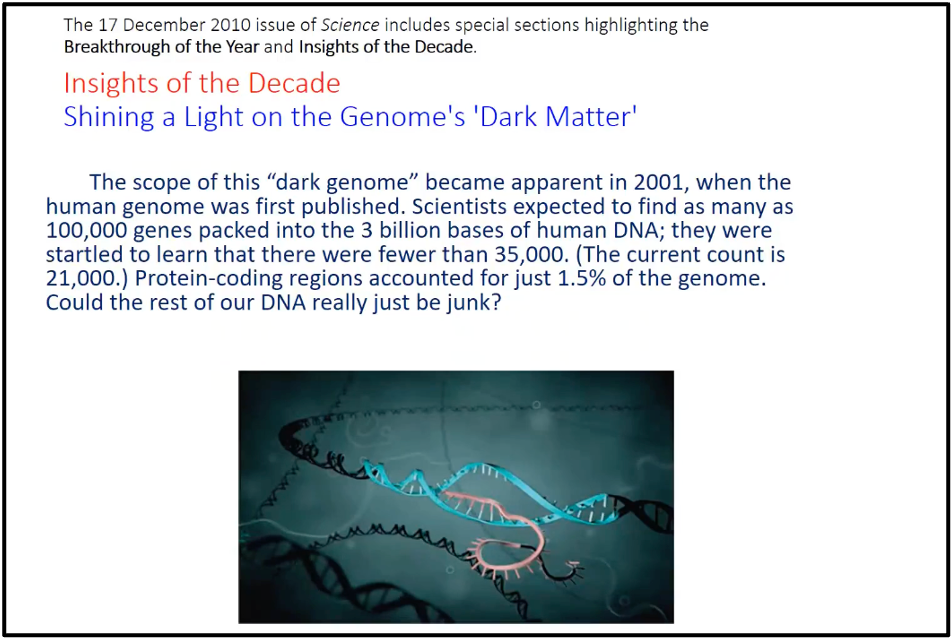 The 17 December 2010 issue of Science includes special sections highlighting the
Breakthrough of the Year and Insights of the Decade.
Insights of the Decade
Shining a Light on the Genome's 'Dark Matter'
The scope of this “dark genome” became apparent in 2001, when the
human genome was first published. Scientists expected to find as many as
100,000 genes packed into the 3 billion bases of human DNA; they were
startled to learn that there were fewer than 35,000. (The current count is
21,000.) Protein-coding regions accounted for just 1.5% of the genome.
Could the rest of our DNA really just be junk?